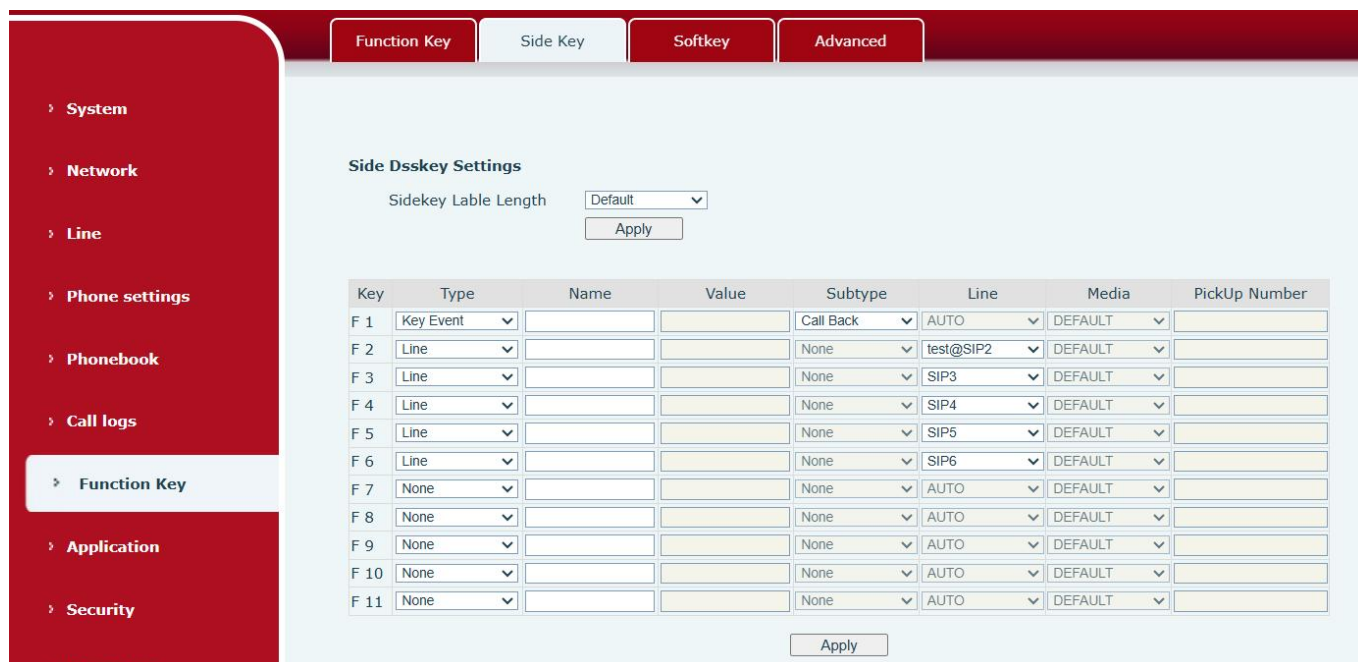 Function Key Side Key Softkey Advanced
System
Network
Line
Phone settings
Phonebook
Call logs
Function Key
Application
Security
Side Dsskey Settings
Sidekey Lable Length Default
Apply
Key Type Name Value Subtype Line Media PickUp Number
F 1 Key Event Call Back AUTO DEFAULT
F 2 Line None test@SIP2 DEFAULT
F 3 Line None SIP3 DEFAULT
F 4 Line None SIP4 DEFAULT
F 5 Line None SIP5 DEFAULT
F 6 Line None SIP6 DEFAULT
F 7 None None AUTO DEFAULT
F 8 None None AUTO DEFAULT
F 9 None None AUTO DEFAULT
F 10 None None AUTO DEFAULT
F 11 None None AUTO DEFAULT
Apply